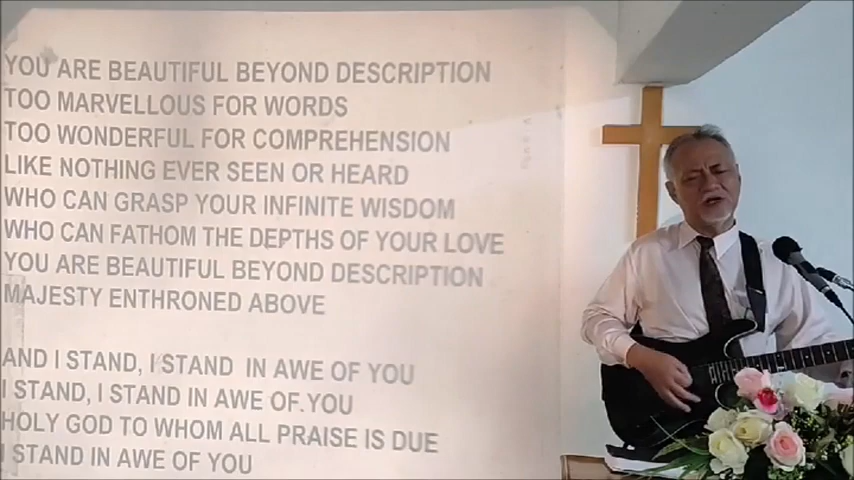 YOU ARE BEAUTIFUL BEYOND DESCRIPTION
TOO MARVELLOUS FOR WORDS
TOO WONDERFUL FOR COMPREHENSION
LIKE NOTHING EVER SEEN OR HEARD
WHO CAN GRASP YOUR INFINITE WISDOM
WHO CAN FATHOM THE DEPTHS OF YOUR LOVE
YOU ARE BEAUTIFUL BEYOND DESCRIPTION
MAJESTY ENTHRONED ABOVE
AND I STAND, I STAND IN AWE OF YOU
I STAND, I STAND IN AWE OF.YOU
HOLY GOD TO WHOM ALL PRAISE IS DUE
I STAND IN AWE OF YOU